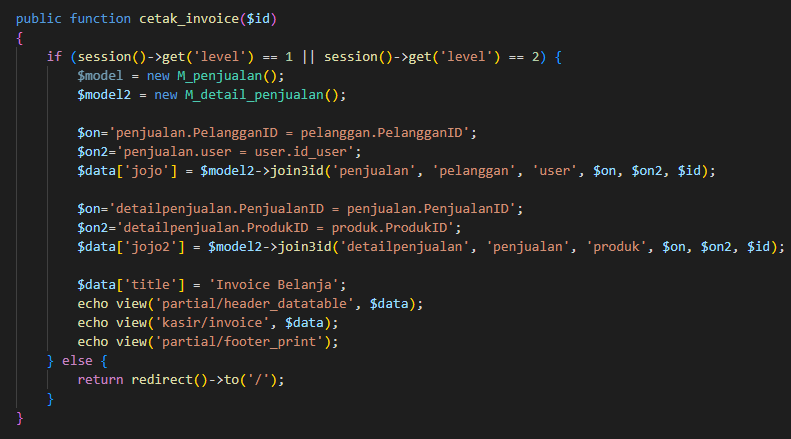 public function cetak_invoice($id)
{
if (session()->get('level') == 1 || session()->get('level') == 2) {
$model = new M_penjualan();
$model2 = new M_detail_penjualan();
$on='penjualan.PelangganID = pelanggan.PelangganID';
$on2='penjualan.user = user.id_user';
$data['jojo'] = $model2->join3id('penjualan', 'pelanggan', 'user', $on, $on2, $id);
$on='detailpenjualan.PenjualanID = penjualan.PenjualanID';
$on2='detailpenjualan.ProdukID = produk.ProdukID';
$data['jojo2'] = $model2->join3id('detailpenjualan', 'penjualan', 'produk', $on, $on2, $id);
$data['title'] = 'Invoice Belanja';
echo view('partial/header_datatable', $data);
echo view('kasir/invoice', $data);
echo view('partial/footer_print');
} else {
return redirect()->to('/');
}
}